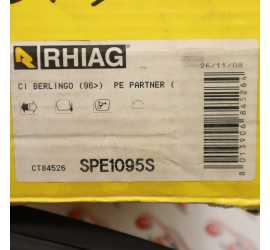 RHIAG
26/11/08
CI BERLINGO (96>) PE PARTNER (
CT84526
SPE1095S